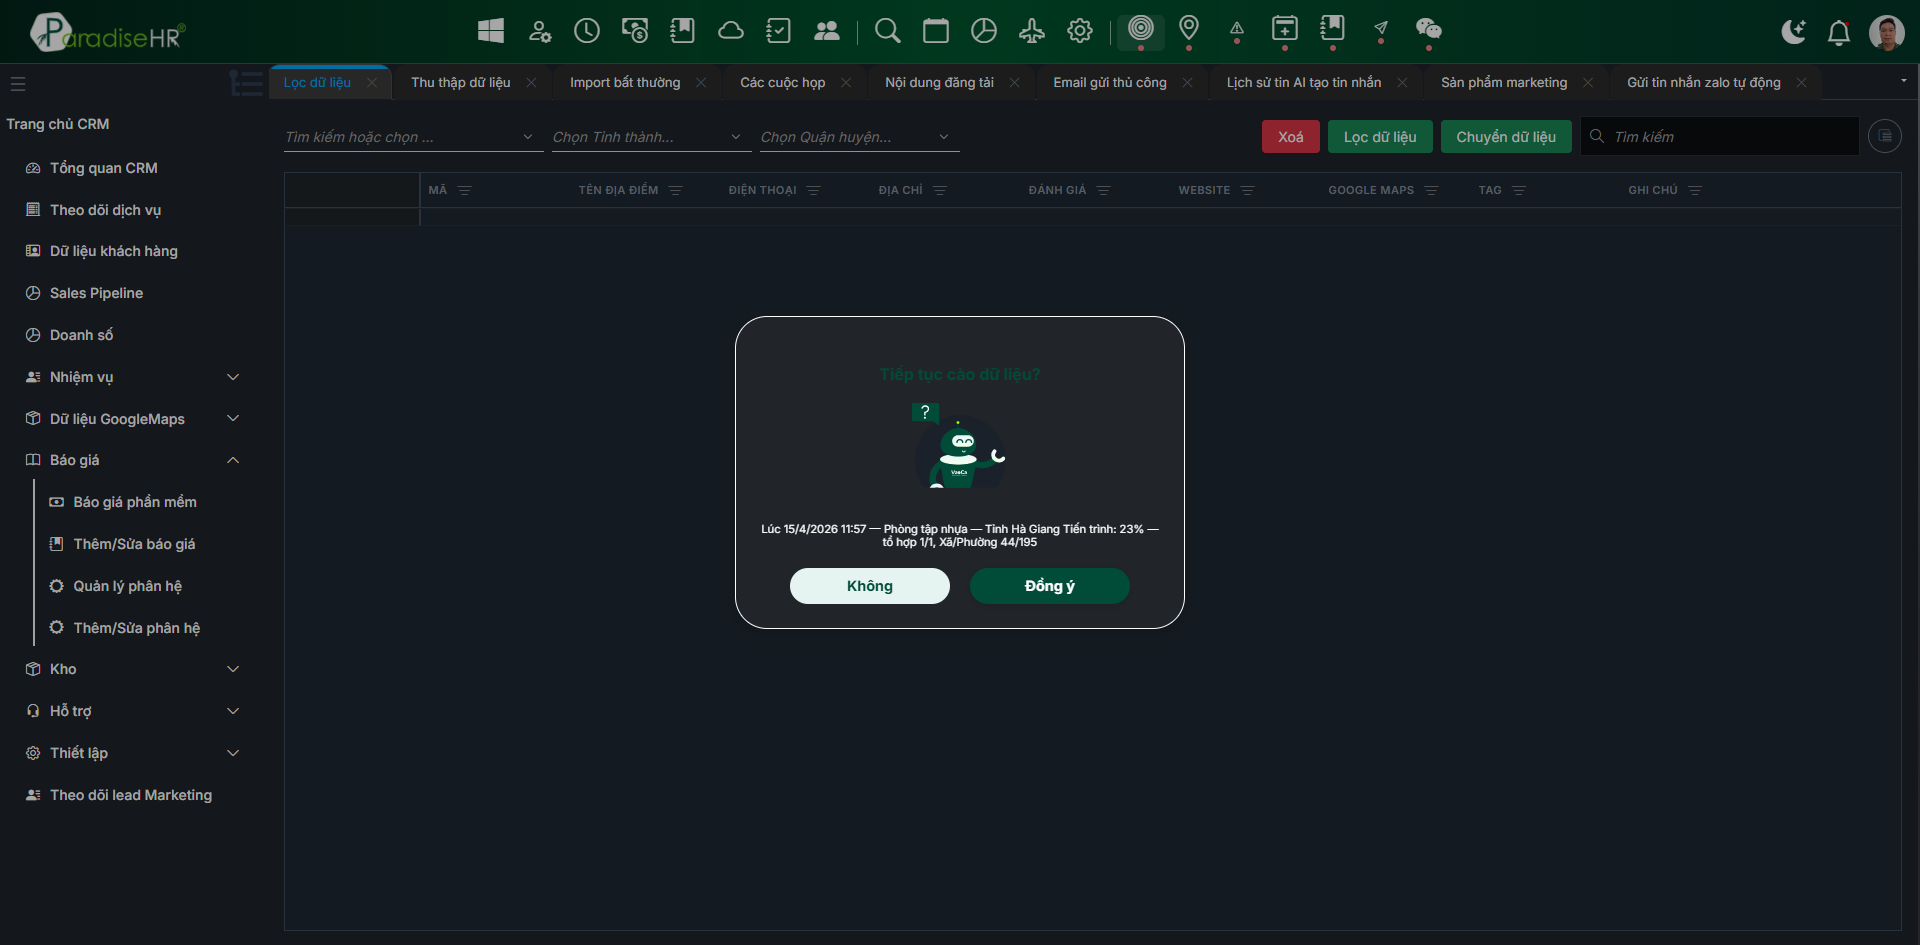 ParadiseHR®
Lọc dữ liệu
Thu thập dữ liệu
Import bất thường
Các cuộc họp
Nội dung đăng tải
Email gửi thủ công
Lịch sử tin AI tạo tin nhắn
Sản phẩm marketing
Gửi tin nhắn zalo tự động
Trang chủ CRM
Tổng quan CRM
Theo dõi dịch vụ
Dữ liệu khách hàng
Sales Pipeline
Doanh số
Nhiệm vụ
Dữ liệu GoogleMaps
Báo giá
Báo giá phần mềm
Thêm/Sửa báo giá
Quản lý phân hệ
Thêm/Sửa phân hệ
Kho
Hỗ trợ
Thiết lập
Theo dõi lead Marketing
Tìm kiếm hoặc chọn ...
Chọn Tỉnh thành...
Chọn Quận huyện...
Xoá
Lọc dữ liệu
Chuyển dữ liệu
Tìm kiếm
MÃ
TÊN ĐỊA ĐIỂM
ĐIỆN THOẠI
ĐỊA CHỈ
ĐÁNH GIÁ
WEBSITE
GOOGLE MAPS
TAG
GHI CHÚ
Tiếp tục cào dữ liệu?
?
VaeCa
Lúc 15/4/2026 11:57 — Phòng tập nhựa — Tỉnh Hà Giang Tiến trình: 23% —
tổ hợp 1/1, Xã/Phường 44/195
Không
Đồng ý